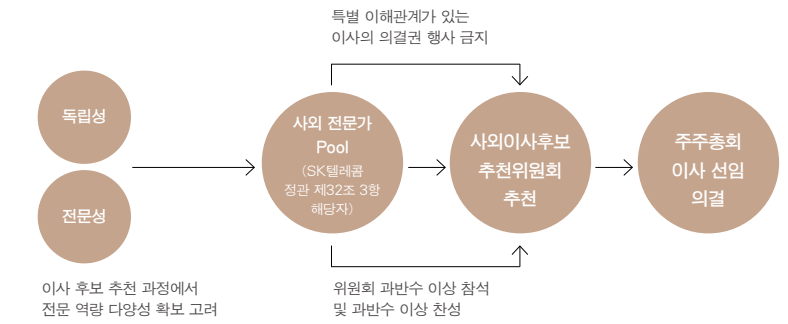 특별 이해관계가 있는
이사의 의결권 행사 금지
독립성
전문성
이사 후보 추천 과정에서
전문 역량 다양성 확보 고려
사외 전문가
Pool
(SK텔레콤
정관 제32조 3항
해당자)
사외이사후보
추천위원회
추천
주주총회
이사 선임
의결
위원회 과반수 이상 참석
및 과반수 이상 찬성